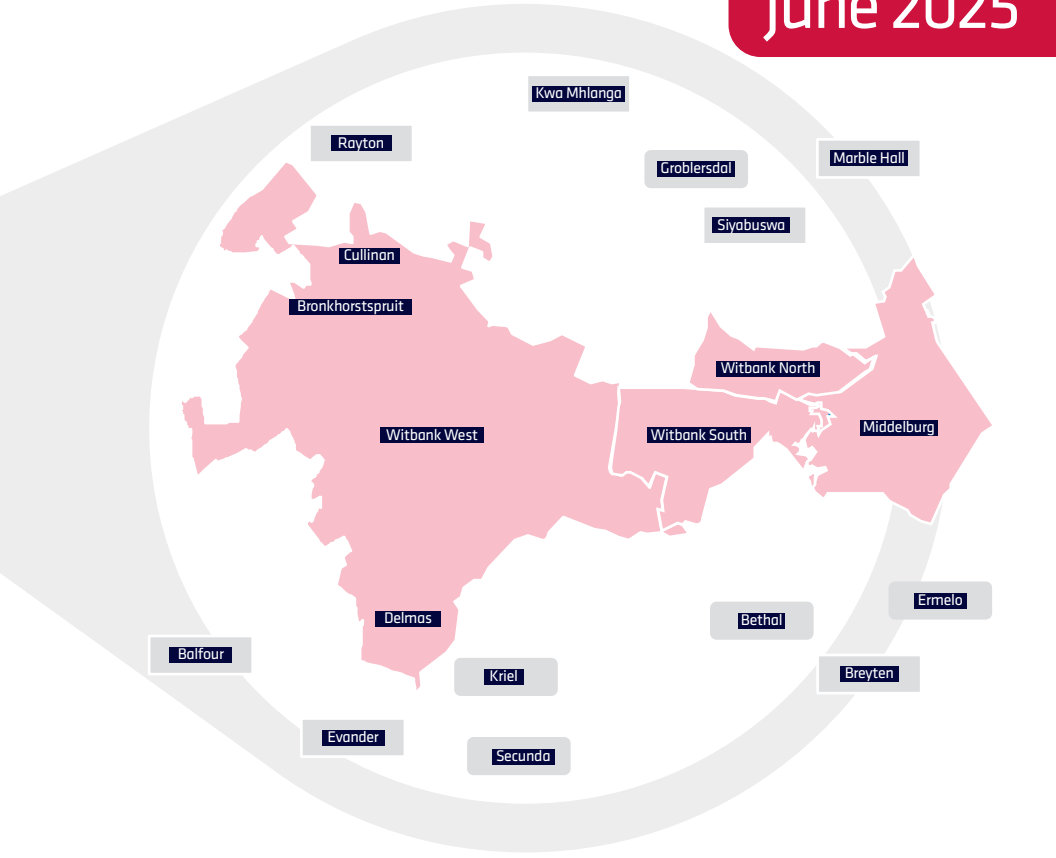 June 2025
Kwa Mhlanga
Rayton
Marble Hall
Groblersdal
Siyabuswa
Cullinan
Bronkhorstspruit
Witbank North
Middelburg
Witbank West
Witbank South
Ermelo
Delmas
Bethal
Balfour
Breyten
Kriel
Evander
Secunda